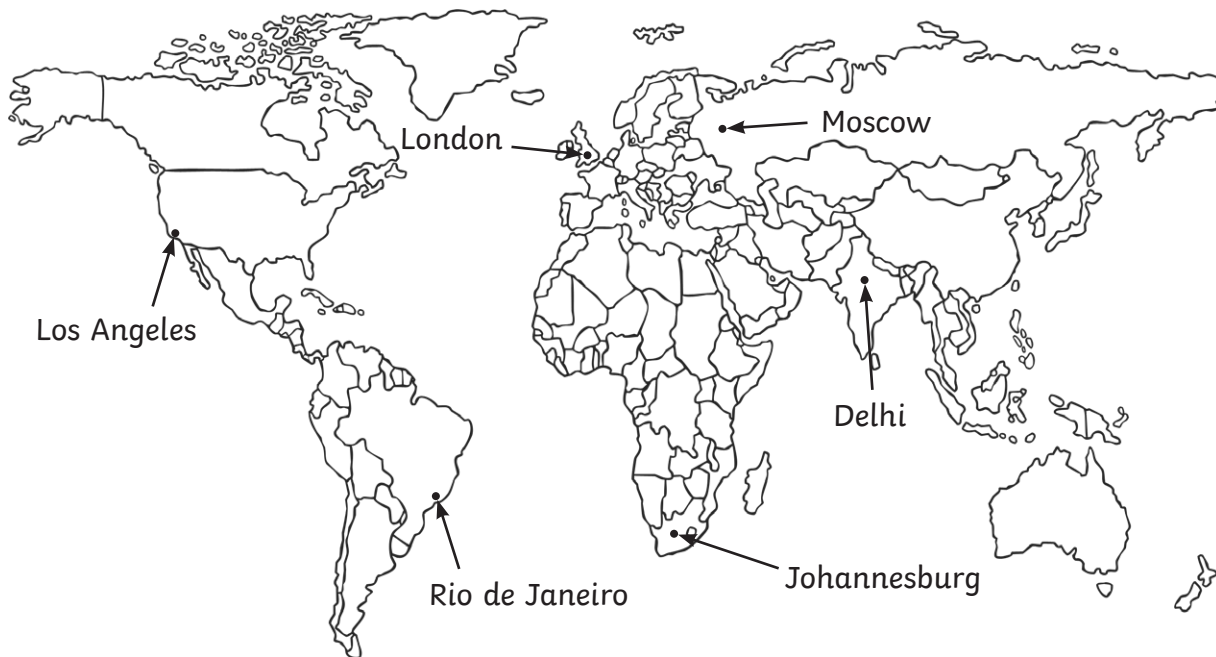 Moscow
London
Los Angeles
Delhi
Johannesburg
Rio de Janeiro